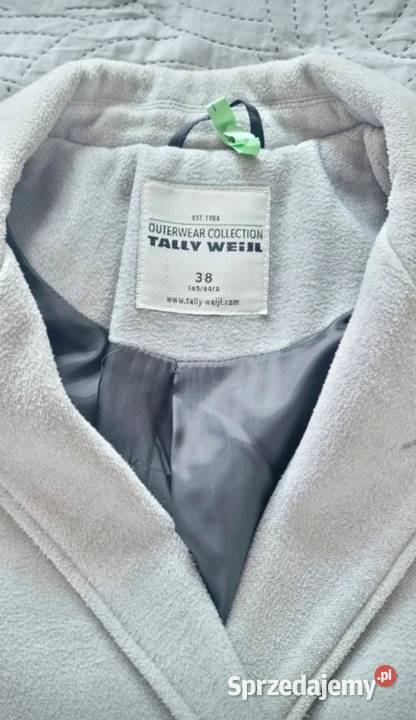 EST. 1984
OUTERWEAR COLLECTION
TALLY WEiJL
38
165/84/A
www.tally-weijl.com
Sprzedajemy.pl